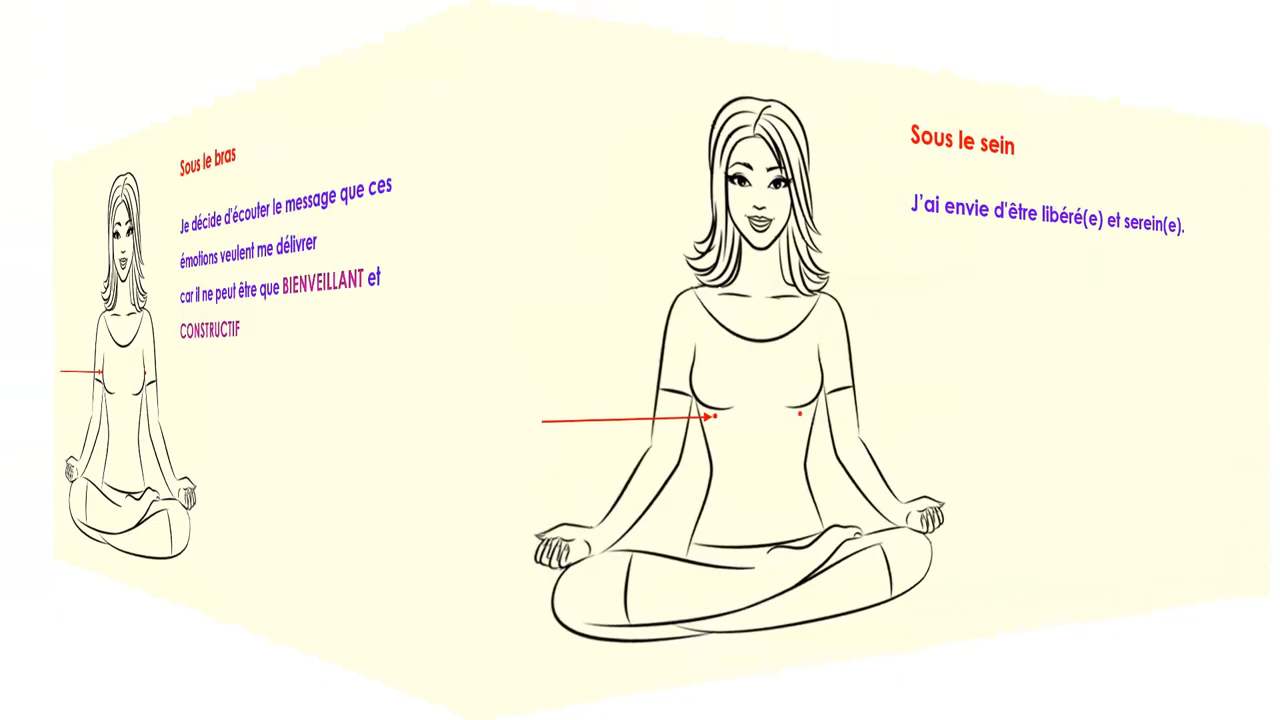 Sous le bras
Je décide d'écouter le message que ces
émotions veulent me délivrer
car il ne peut être que BIENVEILLANT et
CONSTRUCTIF
Sous le sein
J'ai envie d'être libéré(e) et serein(e).